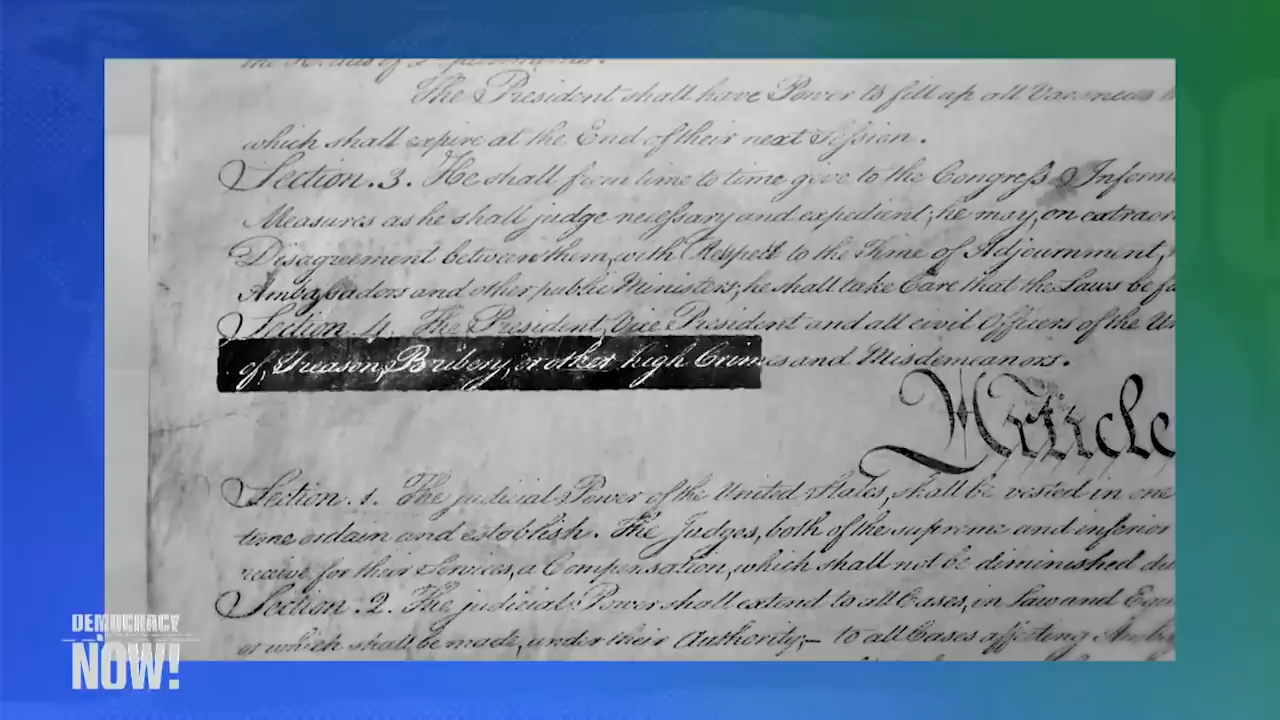 The President shall have Power to fill up all Vacancies
which shall expire at the End of their next Session.
Section. 3. He shall from time to time give to the Congress Inform
Measures as he shall judge necessary and expedient; he may, on extraor
Disagreement between them, with Respect to the Time of Adjournment,
Ambassadors and other public Ministers; he shall take Care that the Laws be fa
Section. 4. The President, Vice President and all civil Officers of the Un
of, Treason, Bribery, or other high Crimes and Misdemeanors.
Article
Section. 1. The judicial Power of the United States, shall be vested in one
time ordain and establish. The Judges, both of the supreme and inferior
receive for their Services, a Compensation, which shall not be diminished du
Section. 2. The judicial Power shall extend to all Cases, in Law and Equ
or which shall be made, under their Authority;— to all Cases affecting Amb
DEMOCRACY
NOW!